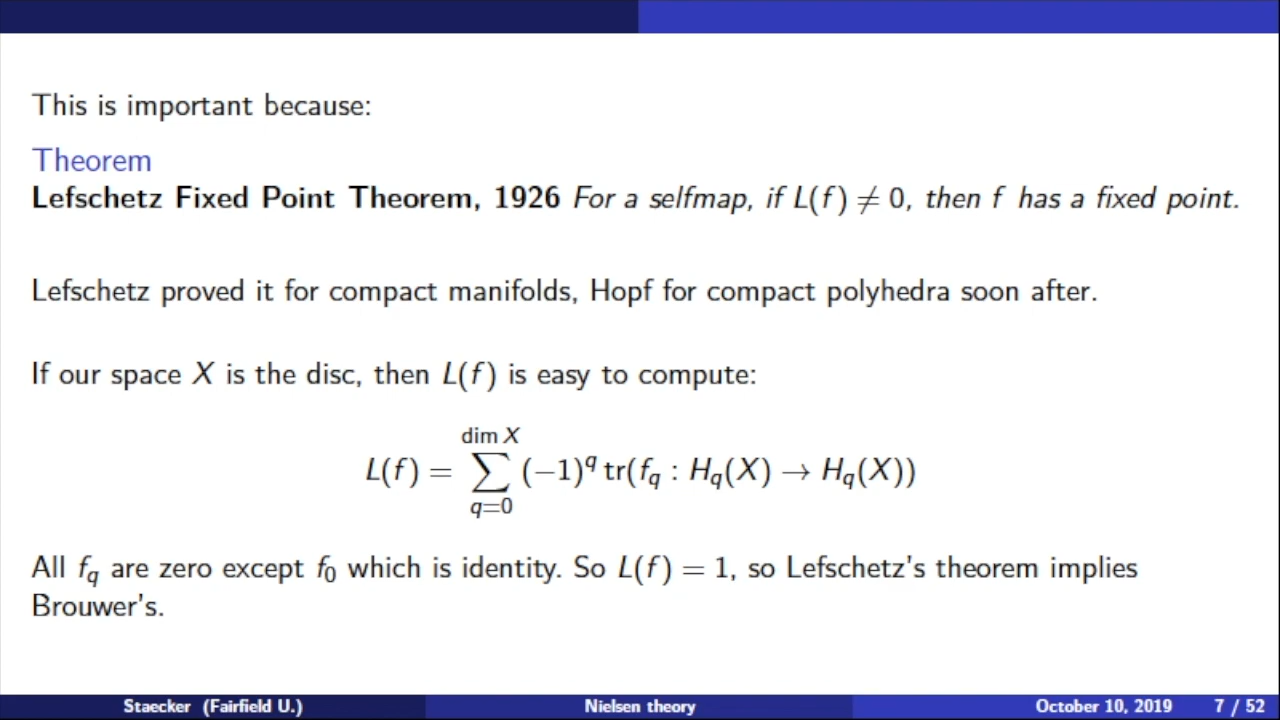 This is important because:
Theorem
Lefschetz Fixed Point Theorem, 1926 For a selfmap, if L(f) ≠ 0, then f has a fixed point.
Lefschetz proved it for compact manifolds, Hopf for compact polyhedra soon after.
If our space X is the disc, then L(f) is easy to compute:
L(f) = ∑_{q=0}^{dim X} (−1)^q tr(f_q : H_q(X) → H_q(X))
All f_q are zero except f_0 which is identity. So L(f) = 1, so Lefschetz's theorem implies
Brouwer's.
Staecker (Fairfield U.) Nielsen theory October 10, 2019 7 / 52